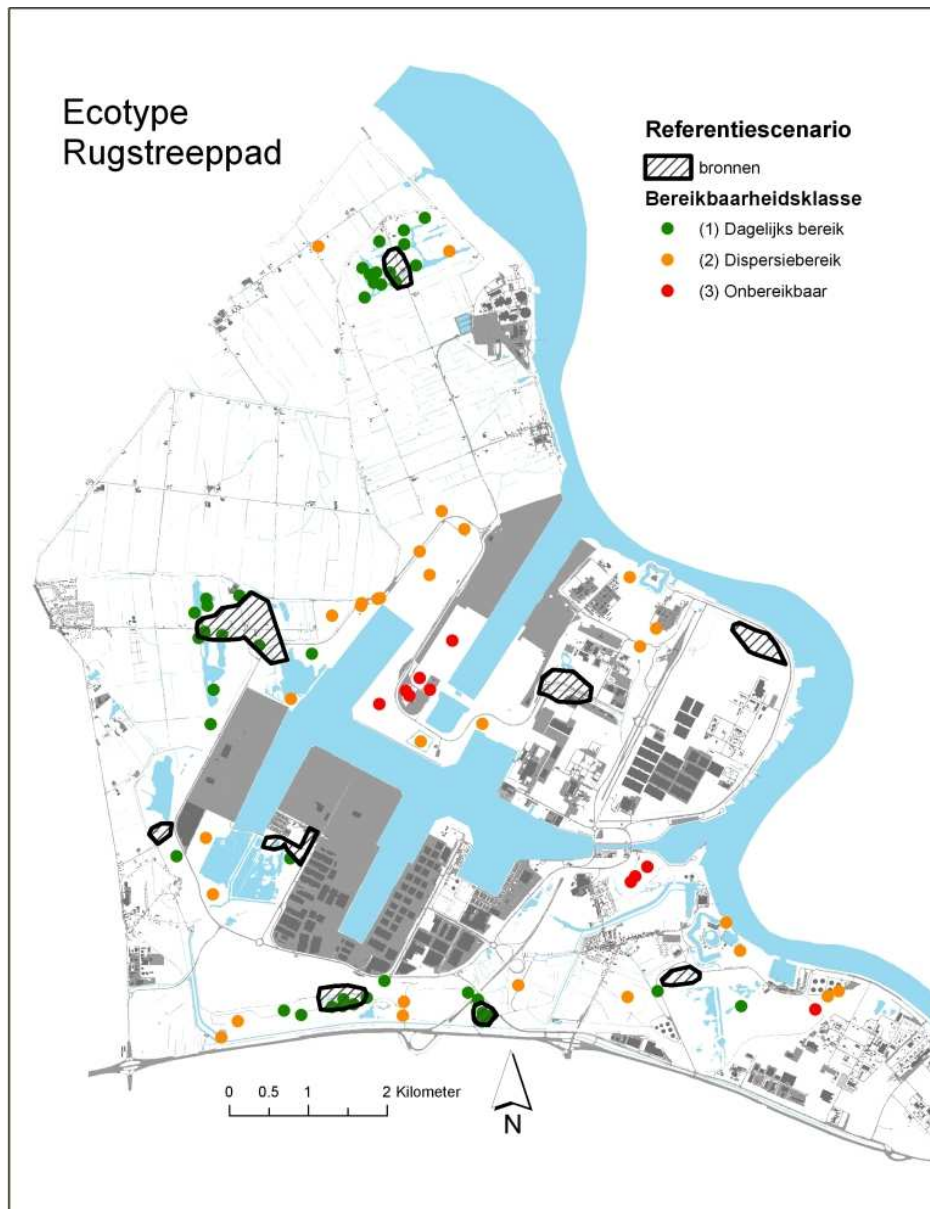 Ecotype
Rugstreeppad
Referentiescenario
bronnen
Bereikbaarheidsklasse
(1) Dagelijks bereik
(2) Dispersiebereik
(3) Onbereikbaar
0 0.5 1 2 Kilometer
N